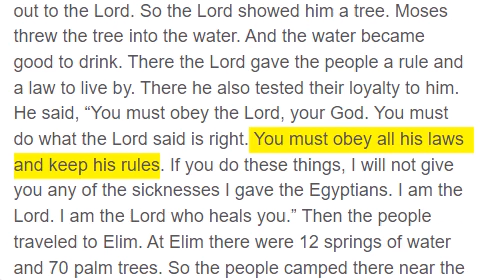 out to the Lord. So the Lord showed him a tree. Moses
threw the tree into the water. And the water became
good to drink. There the Lord gave the people a rule and
a law to live by. There he also tested their loyalty to him.
He said, “You must obey the Lord, your God. You must
do what the Lord said is right. You must obey all his laws
and keep his rules. If you do these things, I will not give
you any of the sicknesses I gave the Egyptians. I am the
Lord. I am the Lord who heals you.” Then the people
traveled to Elim. At Elim there were 12 springs of water
and 70 palm trees. So the people camped there near the